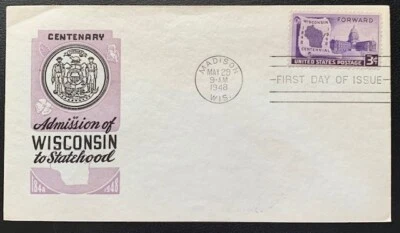 CENTENARY
Admission of
WISCONSIN
to Statehood
1848 1948
MADISON
MAY 29
9-AM
1948
WIS.
FORWARD
WISCONSIN
CENTENNIAL
UNITED STATES POSTAGE 3¢
FIRST DAY OF ISSUE